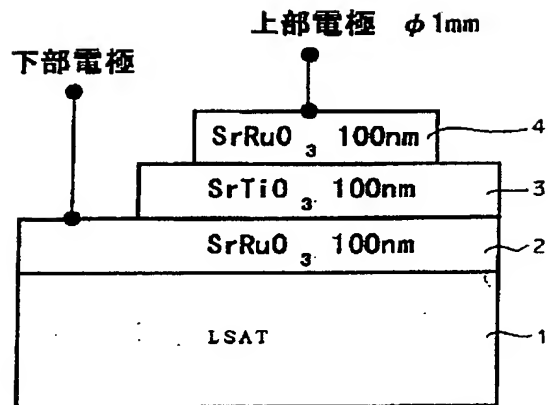 上部電極 φ1mm
下部電極
SrRuO₃ 100nm 4
SrTiO₃ 100nm 3
SrRuO₃ 100nm 2
LSAT 1